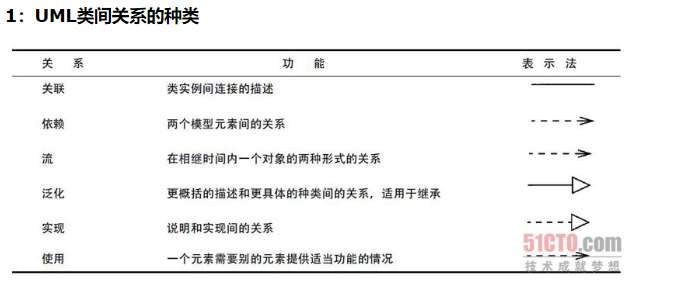 1：UML类间关系的种类
关 系 功 能 表 示 法
关联 类实例间连接的描述
依赖 两个模型元素间的关系
流 在相继时间内一个对象的两种形式的关系
泛化 更概括的描述和更具体的种类间的关系，适用于继承
实现 说明和实现间的关系
51CTO.com
使用 一个元素需要别的元素提供适当功能的情况
技术成就梦想